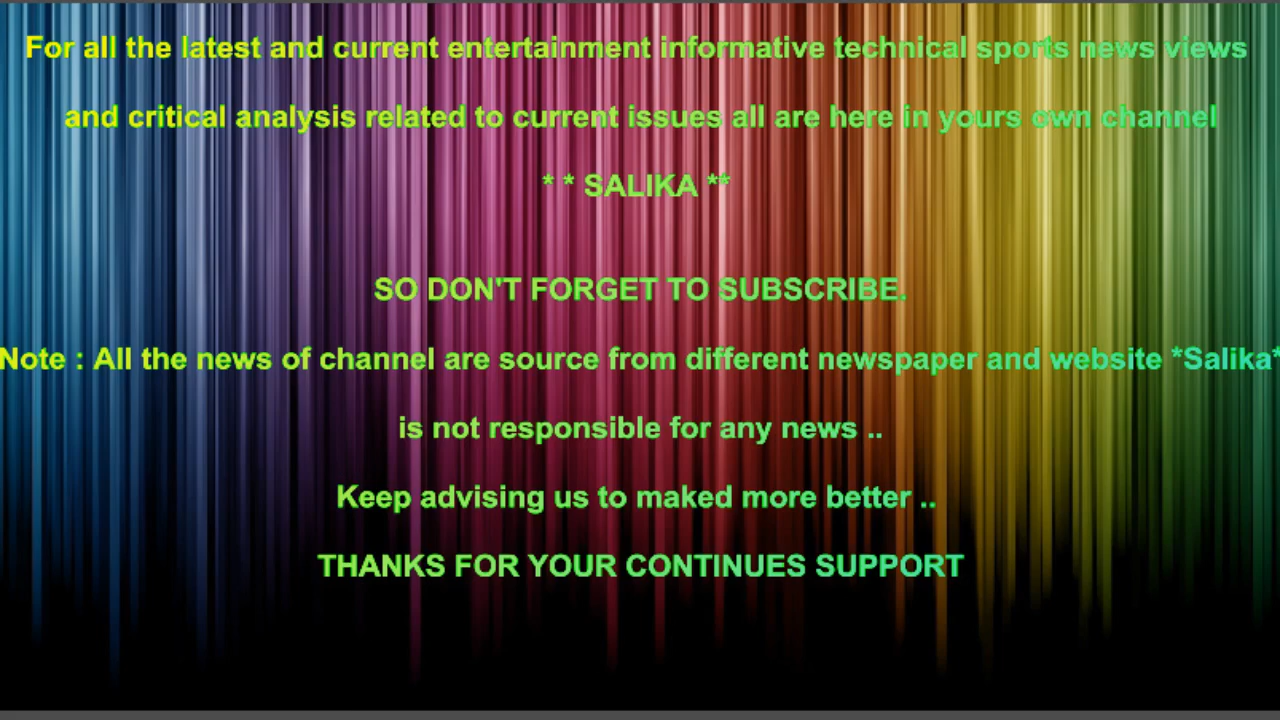 For all the latest and current entertainment informative technical sports news views
and critical analysis related to current issues all are here in yours own channel
* * SALIKA **
SO DON'T FORGET TO SUBSCRIBE.
Note : All the news of channel are source from different newspaper and website *Salika*
is not responsible for any news ..
Keep advising us to maked more better ..
THANKS FOR YOUR CONTINUES SUPPORT